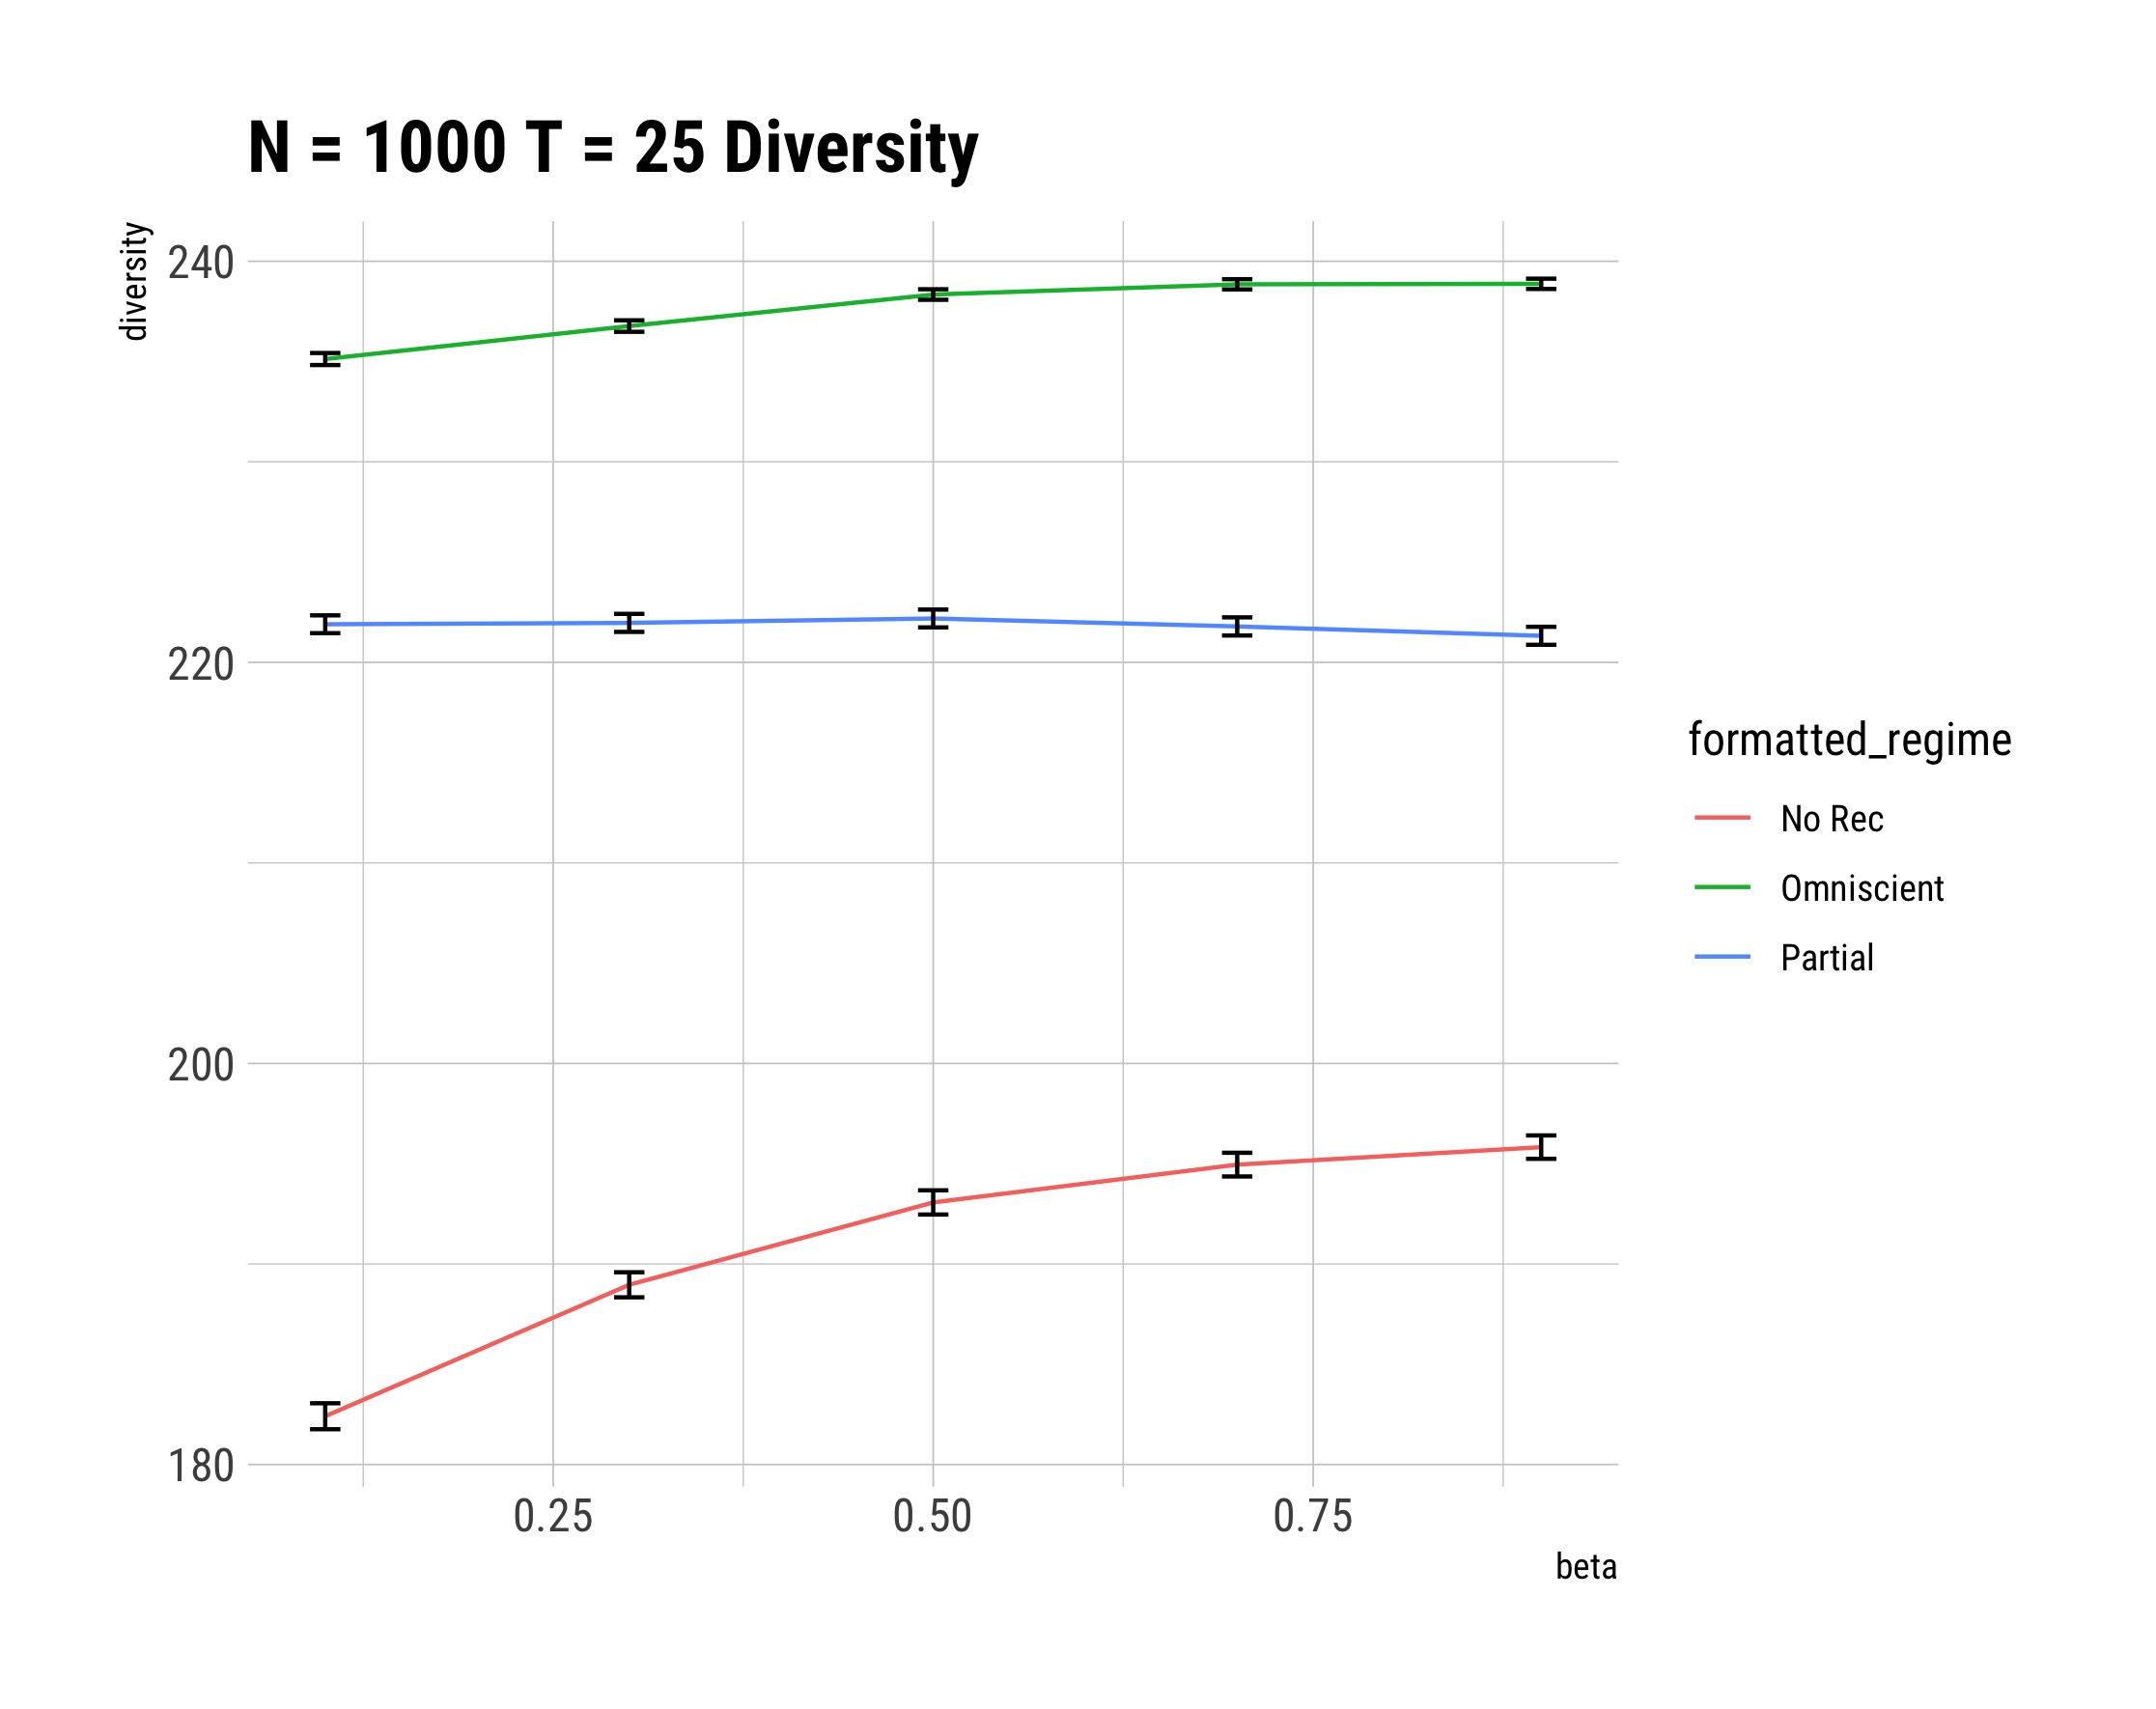 N = 1000 T = 25 Diversity
diversity
240
220
200
180
0.25 0.50 0.75
beta
formatted_regime
No Rec
Omniscient
Partial